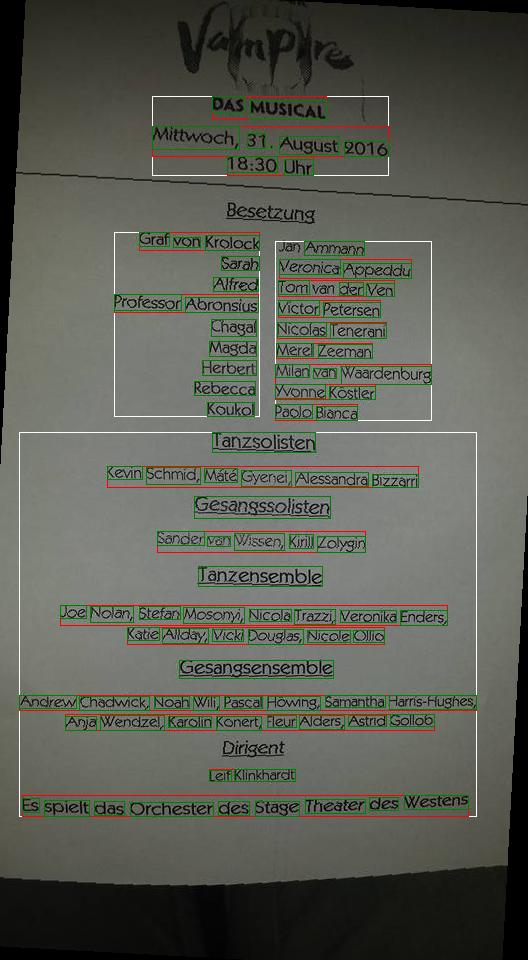 Vampire
DAS MUSICAL
Mittwoch, 31. August 2016
18:30 Uhr
Besetzung
Graf von Krolock Jan Ammann
Sarah Veronica Appeddu
Alfred Tom van der Ven
Professor Abronsius Victor Petersen
Chagal Nicolas Tenerani
Magda Merel Zeeman
Herbert Milan van Waardenburg
Rebecca Yvonne Köstler
Koukol Paolo Bianca
Tanzsolisten
Kevin Schmid, Máté Gyenei, Alessandra Bizzarri
Gesangssolisten
Sander van Wissen, Kirill Zolygin
Tanzensemble
Joe Nolan, Stefan Mosonyi, Nicola Trazzi, Veronika Enders,
Katie Allday, Vicki Douglas, Nicole Ollio
Gesangsensemble
Andrew Chadwick, Noah Wili, Pascal Höwing, Samantha Harris-Hughes,
Anja Wendzel, Karolin Konert, Fleur Alders, Astrid Gollob
Dirigent
Leif Klinkhardt
Es spielt das Orchester des Stage Theater des Westens